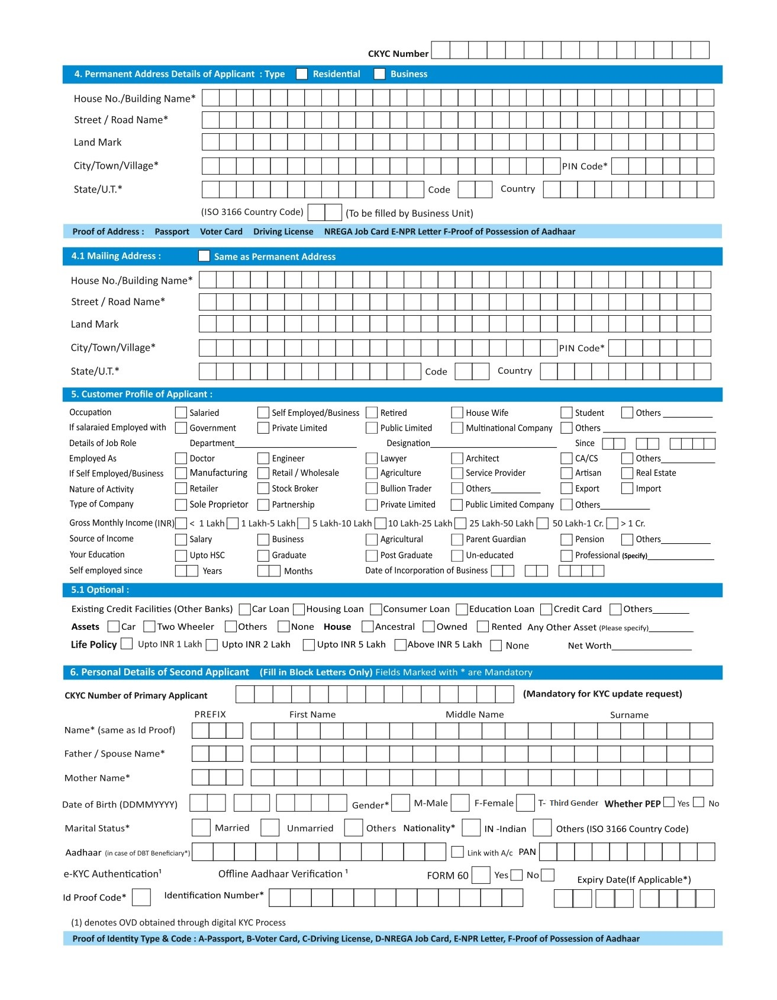 CKYC Number
4. Permanent Address Details of Applicant : Type Residential Business
House No./Building Name*
Street / Road Name*
Land Mark
City/Town/Village* PIN Code*
State/U.T.* Code Country
(ISO 3166 Country Code) (To be filled by Business Unit)
Proof of Address : Passport Voter Card Driving License NREGA Job Card E-NPR Letter F-Proof of Possession of Aadhaar
4.1 Mailing Address : Same as Permanent Address
House No./Building Name*
Street / Road Name*
Land Mark
City/Town/Village* PIN Code*
State/U.T.* Code Country
5. Customer Profile of Applicant :
Occupation Salaried Self Employed/Business Retired House Wife Student Others
If salaraied Employed with Government Private Limited Public Limited Multinational Company Others
Details of Job Role Department Designation Since
Employed As Doctor Engineer Lawyer Architect CA/CS Others
If Self Employed/Business Manufacturing Retail / Wholesale Agriculture Service Provider Artisan Real Estate
Nature of Activity Retailer Stock Broker Bullion Trader Others Export Import
Type of Company Sole Proprietor Partnership Private Limited Public Limited Company Others
Gross Monthly Income (INR) < 1 Lakh 1 Lakh-5 Lakh 5 Lakh-10 Lakh 10 Lakh-25 Lakh 25 Lakh-50 Lakh 50 Lakh-1 Cr. > 1 Cr.
Source of Income Salary Business Agricultural Parent Guardian Pension Others
Your Education Upto HSC Graduate Post Graduate Un-educated Professional (Specify)
Self employed since Years Months Date of Incorporation of Business
5.1 Optional :
Existing Credit Facilities (Other Banks) Car Loan Housing Loan Consumer Loan Education Loan Credit Card Others
Assets Car Two Wheeler Others None House Ancestral Owned Rented Any Other Asset (Please specify)
Life Policy Upto INR 1 Lakh Upto INR 2 Lakh Upto INR 5 Lakh Above INR 5 Lakh None Net Worth
6. Personal Details of Second Applicant (Fill in Block Letters Only) Fields Marked with * are Mandatory
CKYC Number of Primary Applicant (Mandatory for KYC update request)
PREFIX First Name Middle Name Surname
Name* (same as Id Proof)
Father / Spouse Name*
Mother Name*
Date of Birth (DDMMYYYY) Gender* M-Male F-Female T- Third Gender Whether PEP Yes No
Marital Status* Married Unmarried Others Nationality* IN -Indian Others (ISO 3166 Country Code)
Aadhaar (in case of DBT Beneficiary*) Link with A/c PAN
e-KYC Authentication¹ Offline Aadhaar Verification ¹ FORM 60 Yes No Expiry Date(If Applicable*)
Id Proof Code* Identification Number*
(1) denotes OVD obtained through digital KYC Process
Proof of Identity Type & Code : A-Passport, B-Voter Card, C-Driving License, D-NREGA Job Card, E-NPR Letter, F-Proof of Possession of Aadhaar